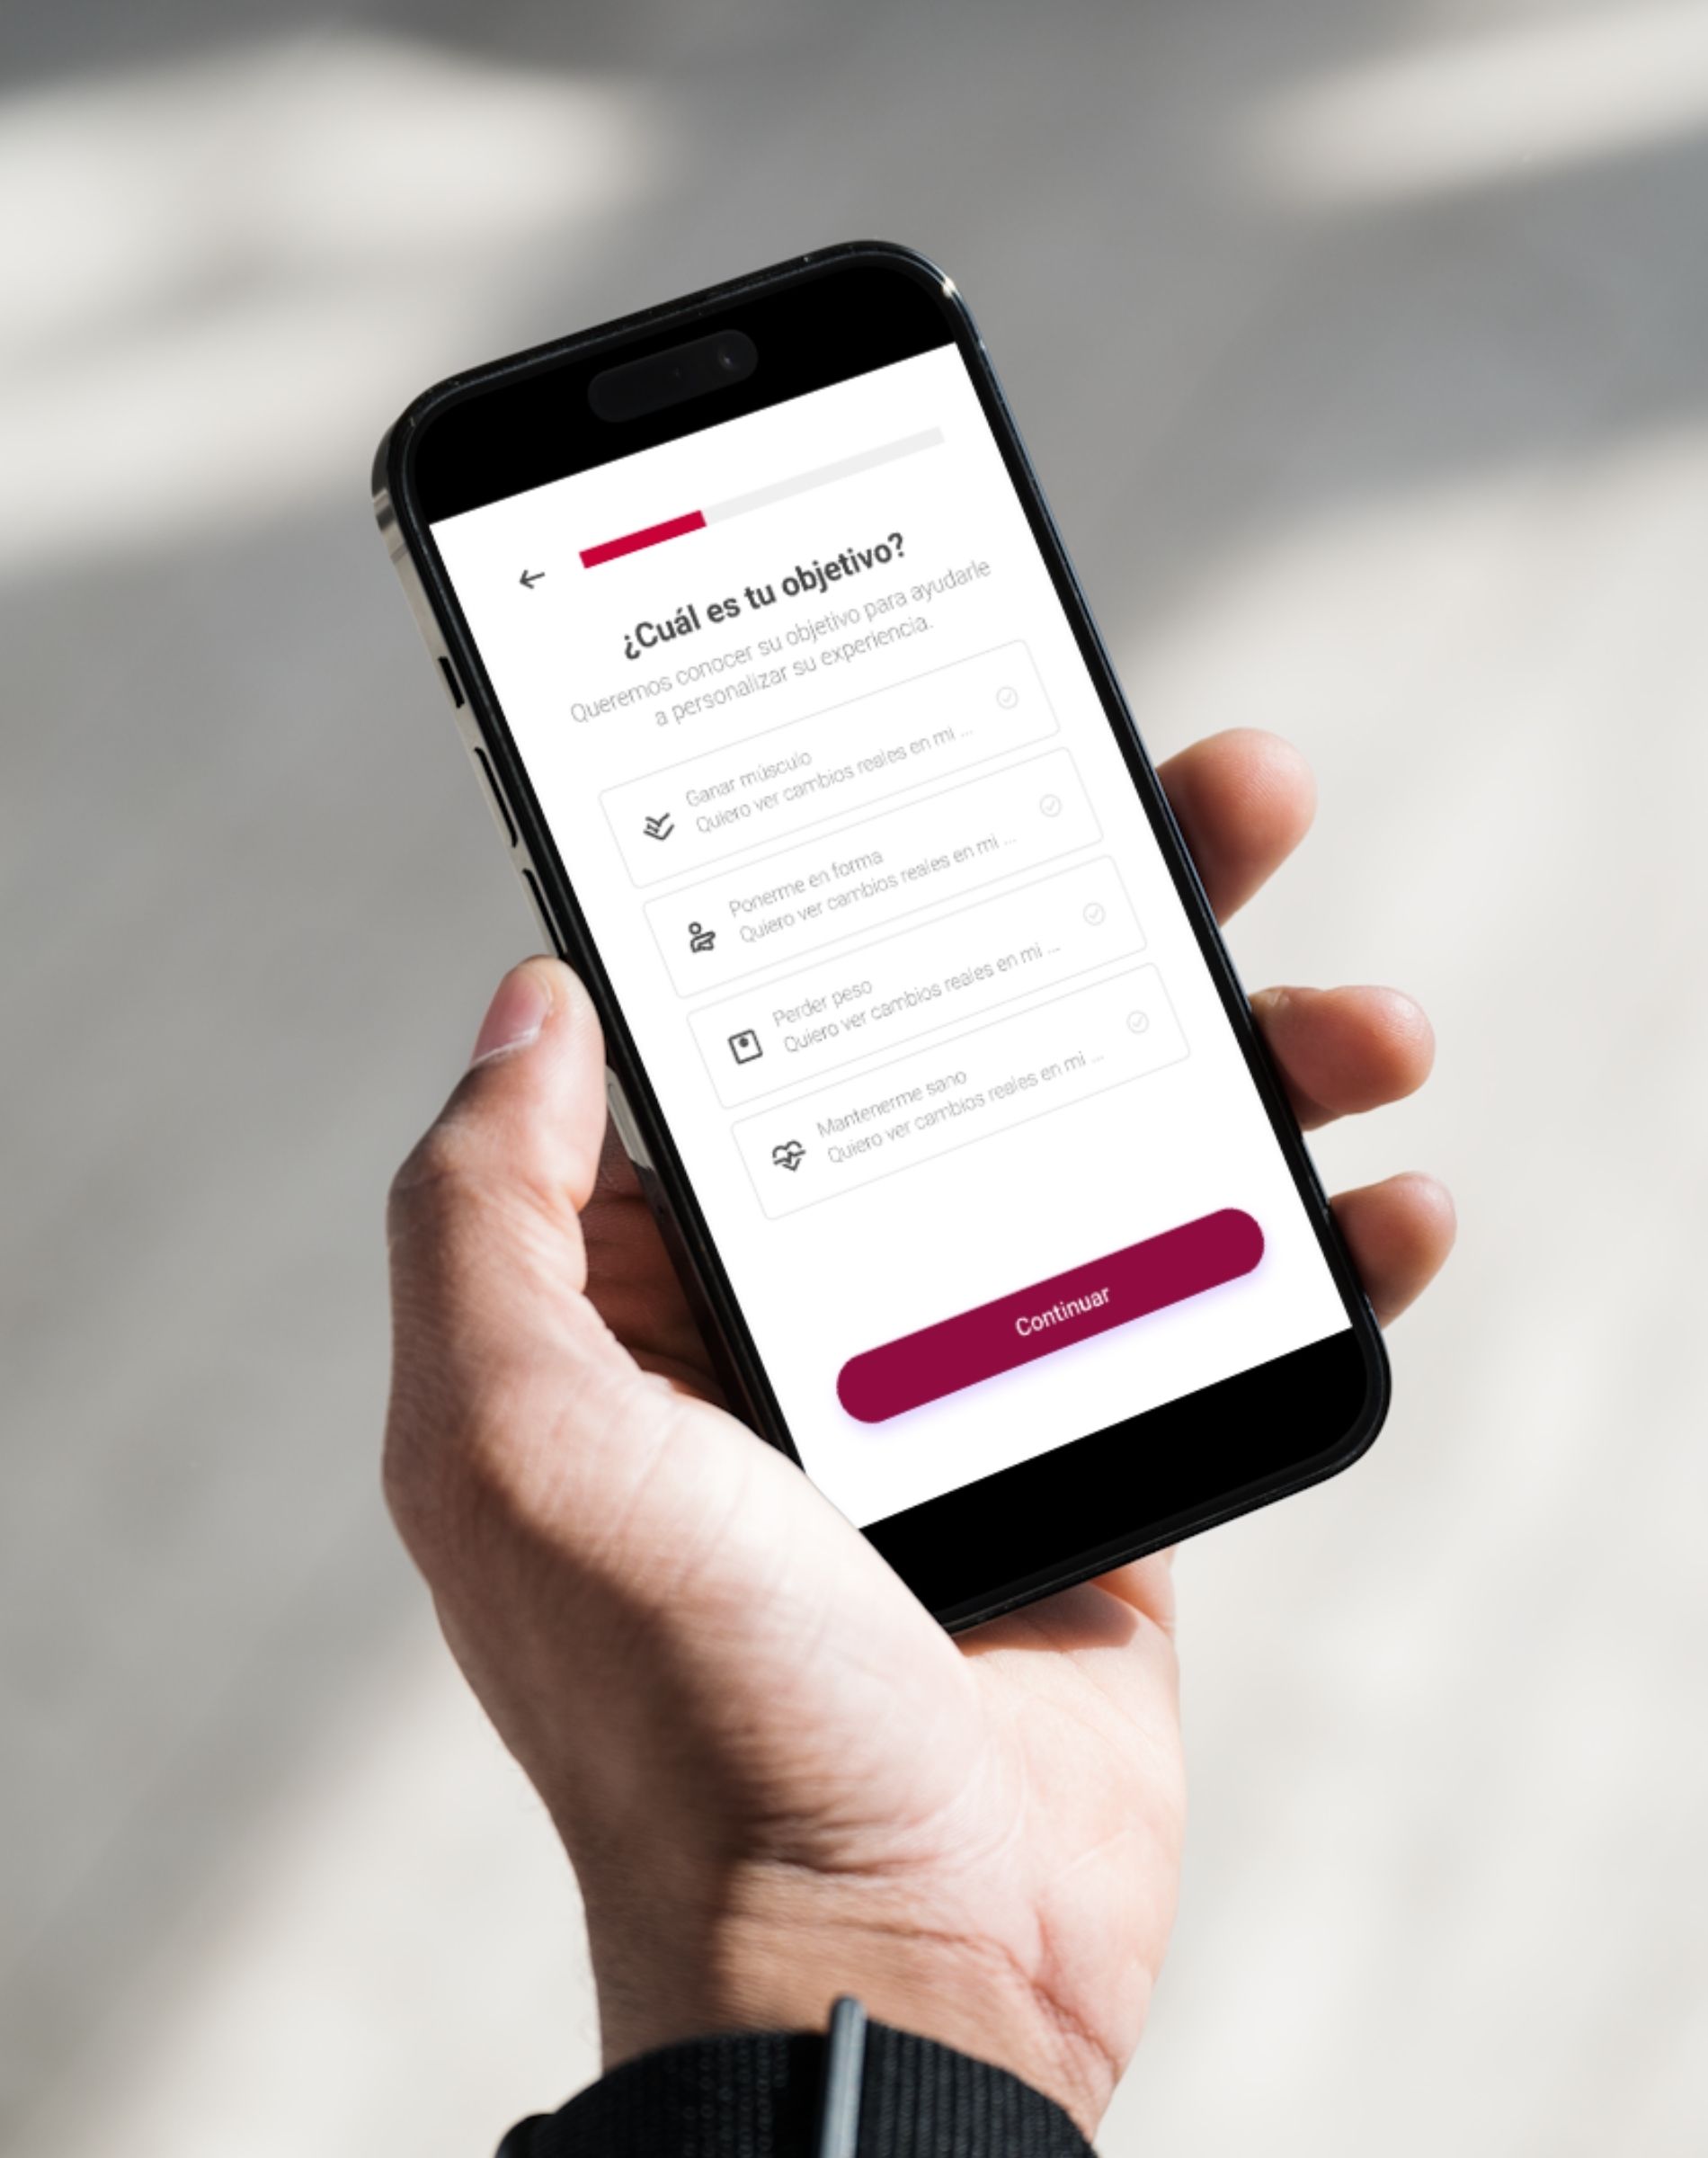 ¿Cuál es tu objetivo?
Queremos conocer su objetivo para ayudarle
a personalizar su experiencia.
Ganar músculo
Quiero ver cambios reales en mi ...
Ponerme en forma
Quiero ver cambios reales en mi ...
Perder peso
Quiero ver cambios reales en mi ...
Mantenerme sano
Quiero ver cambios reales en mi ...
Continuar